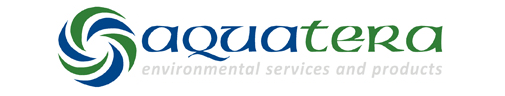 aquatera
environmental services and products